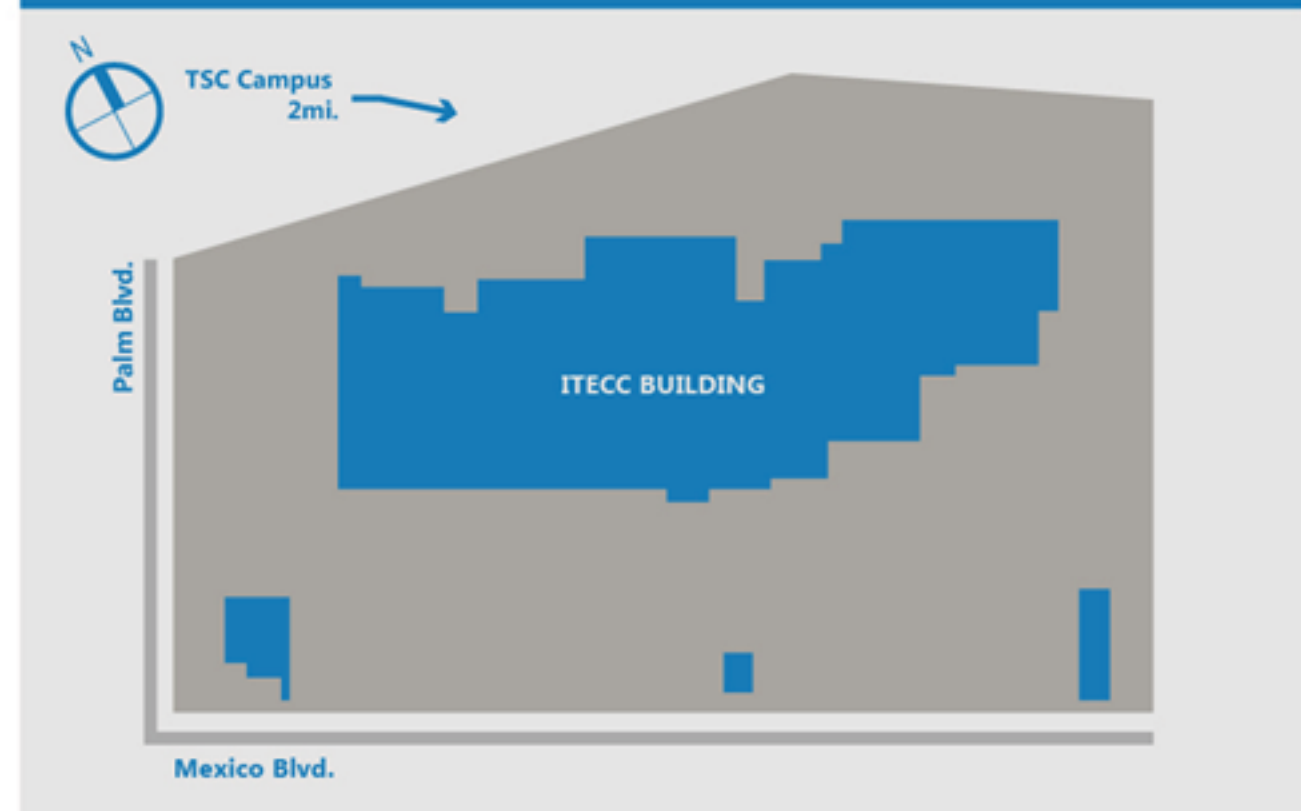 N
TSC Campus
2mi.
Palm Blvd.
ITECC BUILDING
Mexico Blvd.